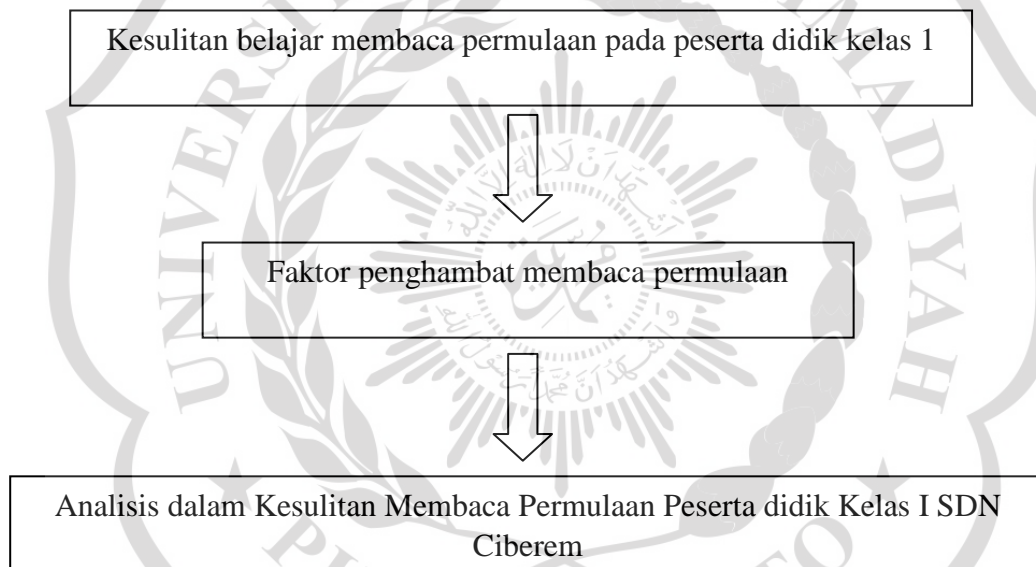 Kesulitan belajar membaca permulaan pada peserta didik kelas 1
Faktor penghambat membaca permulaan
Analisis dalam Kesulitan Membaca Permulaan Peserta didik Kelas I SDN
Ciberem